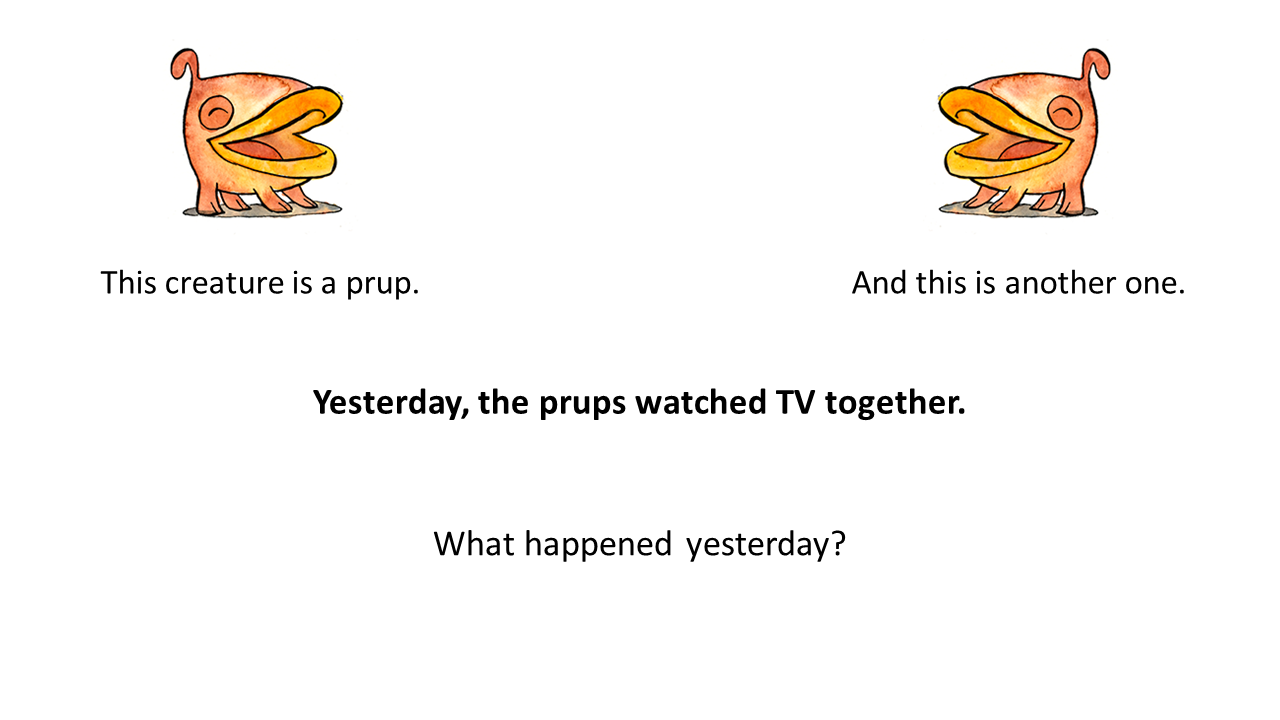 This creature is a prup.
And this is another one.
Yesterday, the prups watched TV together.
What happened yesterday?